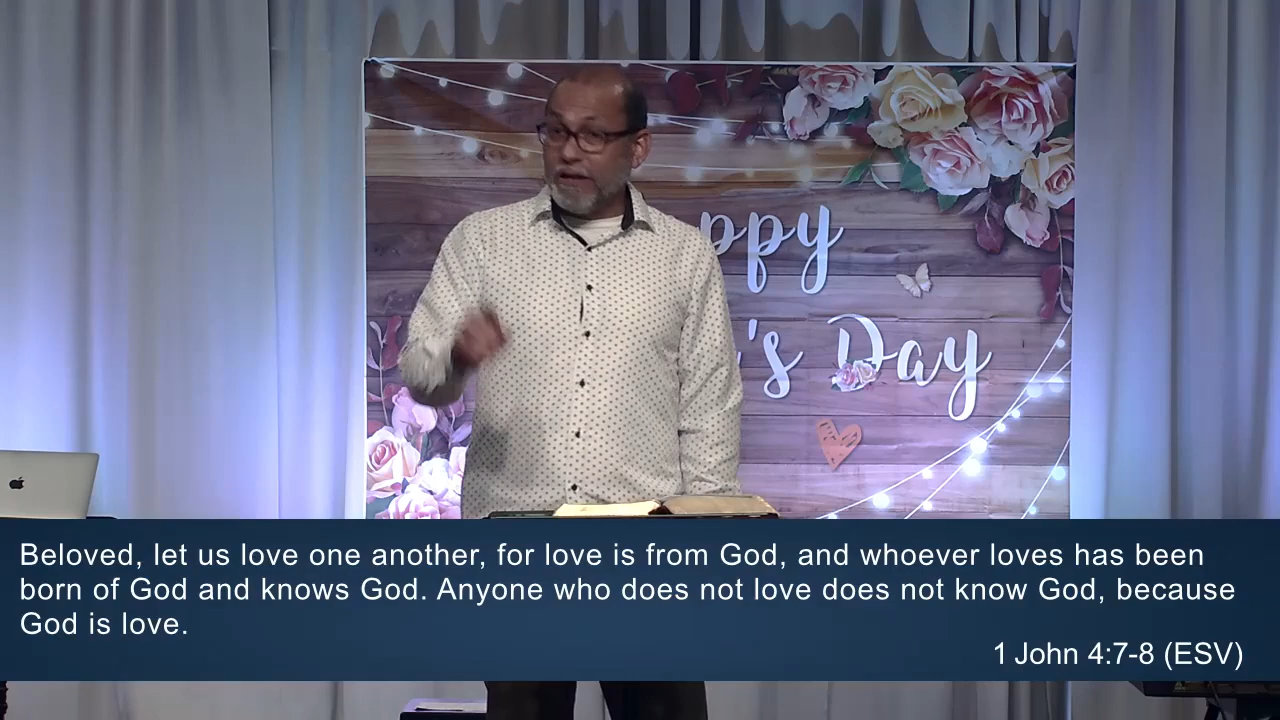 ppy
's Day
Beloved, let us love one another, for love is from God, and whoever loves has been
born of God and knows God. Anyone who does not love does not know God, because
God is love.
1 John 4:7-8 (ESV)